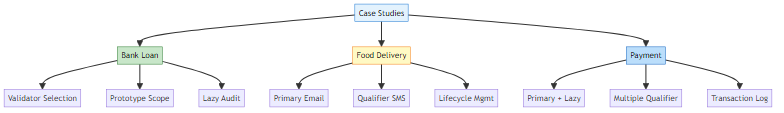 Case Studies
Bank Loan
Food Delivery
Payment
Validator Selection
Prototype Scope
Lazy Audit
Primary Email
Qualifier SMS
Lifecycle Mgmt
Primary + Lazy
Multiple Qualifier
Transaction Log